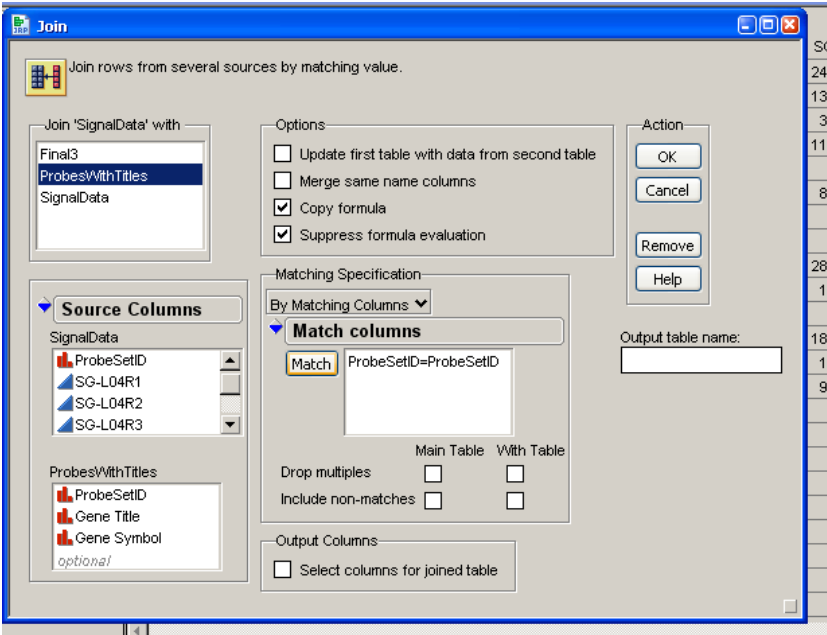 Join
Join rows from several sources by matching value.
Join 'SignalData' with
Final3
ProbesWithTitles
SignalData
Options
Update first table with data from second table
Merge same name columns
Copy formula
Suppress formula evaluation
Action
OK
Cancel
Remove
Help
Source Columns
SignalData
ProbeSetID
SG-L04R1
SG-L04R2
SG-L04R3
ProbesWithTitles
ProbeSetID
Gene Title
Gene Symbol
optional
Matching Specification
By Matching Columns
Match columns
Match
ProbeSetID=ProbeSetID
Main Table With Table
Drop multiples
Include non-matches
Output Columns
Select columns for joined table
Output table name:
24
13
3
11
8
28
1
18
1
9